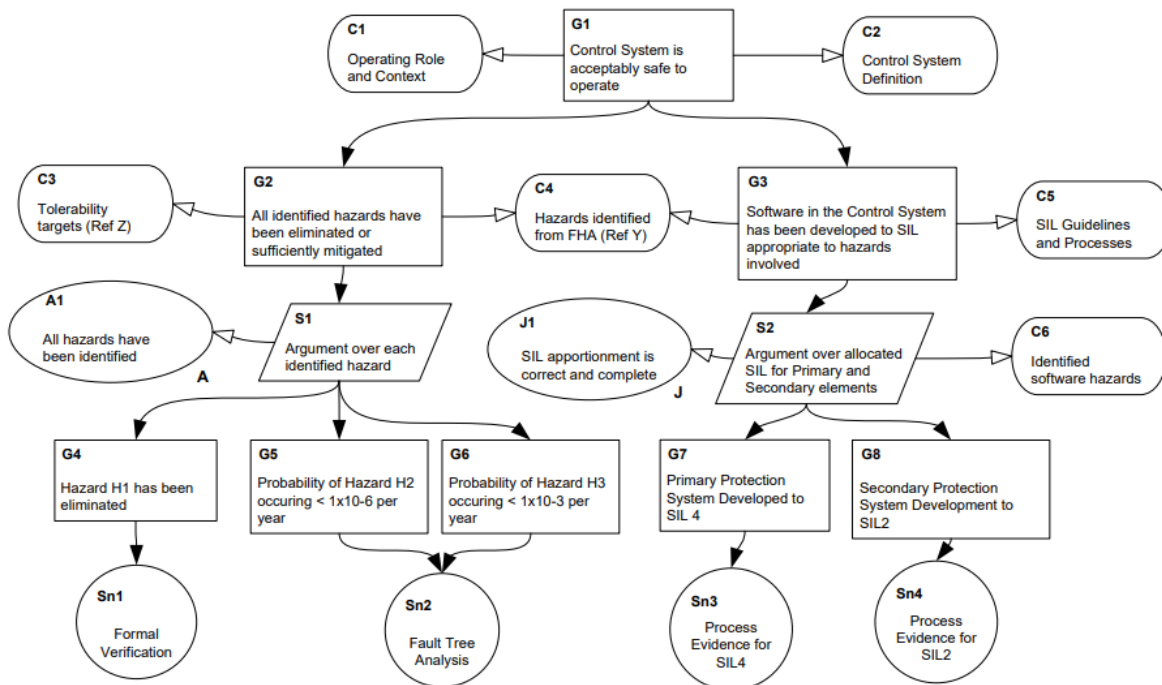 C1
Operating Role
and Context
G1
Control System is
acceptably safe to
operate
C2
Control System
Definition
C3
Tolerability
targets (Ref Z)
G2
All identified hazards have
been eliminated or
sufficiently mitigated
C4
Hazards identified
from FHA (Ref Y)
G3
Software in the Control System
has been developed to SIL
appropriate to hazards
involved
C5
SIL Guidelines
and Processes
A1
All hazards have
been identified
A
S1
Argument over each
identified hazard
J1
SIL apportionment is
correct and complete
J
S2
Argument over allocated
SIL for Primary and
Secondary elements
C6
Identified
software hazards
G4
Hazard H1 has been
eliminated
G5
Probability of Hazard H2
occuring < 1x10-6 per
year
G6
Probability of Hazard H3
occuring < 1x10-3 per
year
G7
Primary Protection
System Developed to
SIL 4
G8
Secondary Protection
System Development to
SIL2
Sn1
Formal
Verification
Sn2
Fault Tree
Analysis
Sn3
Process
Evidence for
SIL4
Sn4
Process
Evidence for
SIL2